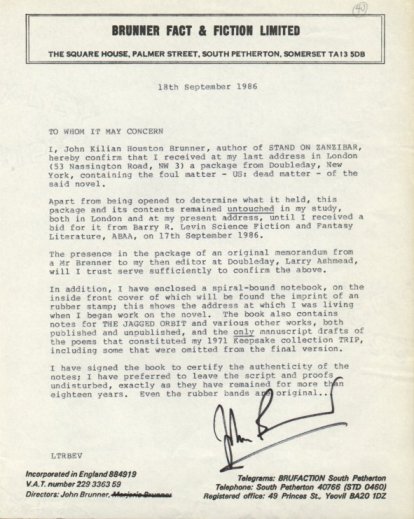 (40)
BRUNNER FACT & FICTION LIMITED
THE SQUARE HOUSE, PALMER STREET, SOUTH PETHERTON, SOMERSET TA13 5DB
18th September 1986
TO WHOM IT MAY CONCERN
I, John Kilian Houston Brunner, author of STAND ON ZANZIBAR,
hereby confirm that I received at my last address in London
(53 Nassington Road, NW 3) a package from Doubleday, New
York, containing the foul matter - US: dead matter - of the
said novel.
Apart from being opened to determine what it held, this
package and its contents remained untouched in my study,
both in London and at my present address, until I received a
bid for it from Barry R. Levin Science Fiction and Fantasy
Literature, ABAA, on 17th September 1986.
The presence in the package of an original memorandum from
a Mr Brenner to my then editor at Doubleday, Larry Ashmead,
will I trust serve sufficiently to confirm the above.
In addition, I have enclosed a spiral-bound notebook, on the
inside front cover of which will be found the imprint of an
rubber stamp; this shows the address at which I was living
when I began work on the novel. The book also contains
notes for THE JAGGED ORBIT and various other works, both
published and unpublished, and the only manuscript drafts of
the poems that constituted my 1971 Keepsake collection TRIP,
including some that were omitted from the final version.
I have signed the book to certify the authenticity of the
notes; I have preferred to leave the script and proofs
undisturbed, exactly as they have remained for more than
eighteen years. Even the rubber bands are original...
John B
LTRBEV
Incorporated in England 884919
V.A.T. number 229 3363 59
Directors: John Brunner, Marjorie Brunner
Telegrams: BRUFACTION South Petherton
Telephone: South Petherton 40766 (STD 0460)
Registered office: 49 Princes St., Yeovil BA20 1DZ